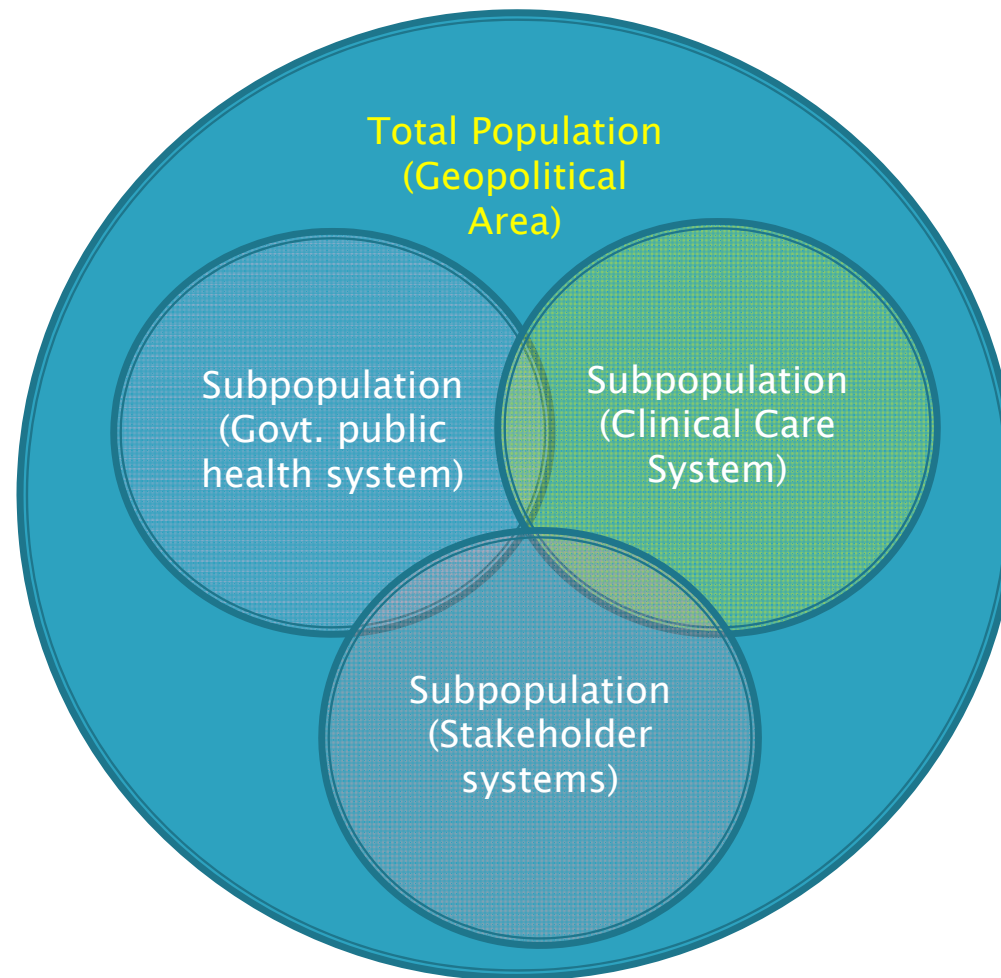 Total Population
(Geopolitical
Area)
Subpopulation
(Govt. public
health system)
Subpopulation
(Clinical Care
System)
Subpopulation
(Stakeholder
systems)